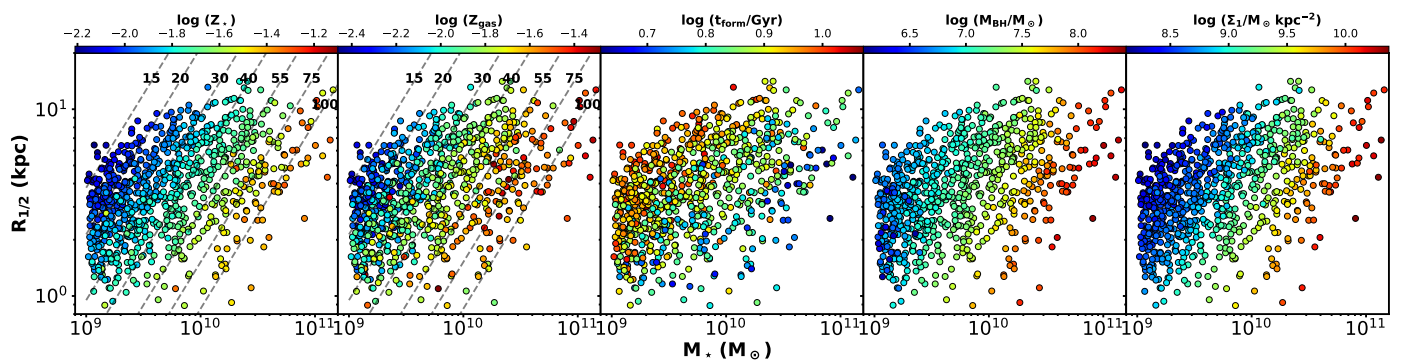 log (Z⋆) log (Z_gas) log (t_form/Gyr) log (M_BH/M⊙) log (Σ₁/M⊙ kpc⁻²)
−2.2 −2.0 −1.8 −1.6 −1.4 −1.2 −2.4 −2.2 −2.0 −1.8 −1.6 −1.4 0.7 0.8 0.9 1.0 6.5 7.0 7.5 8.0 8.5 9.0 9.5 10.0
15 20 30 40 55 75 15 20 30 40 55 75
100 100
10¹
R₁/₂ (kpc)
10⁰
10⁹ 10¹⁰ 10¹¹ 10⁹ 10¹⁰ 10¹¹ 10⁹ 10¹⁰ 10¹¹ 10⁹ 10¹⁰ 10¹¹ 10⁹ 10¹⁰ 10¹¹
M⋆ (M⊙)